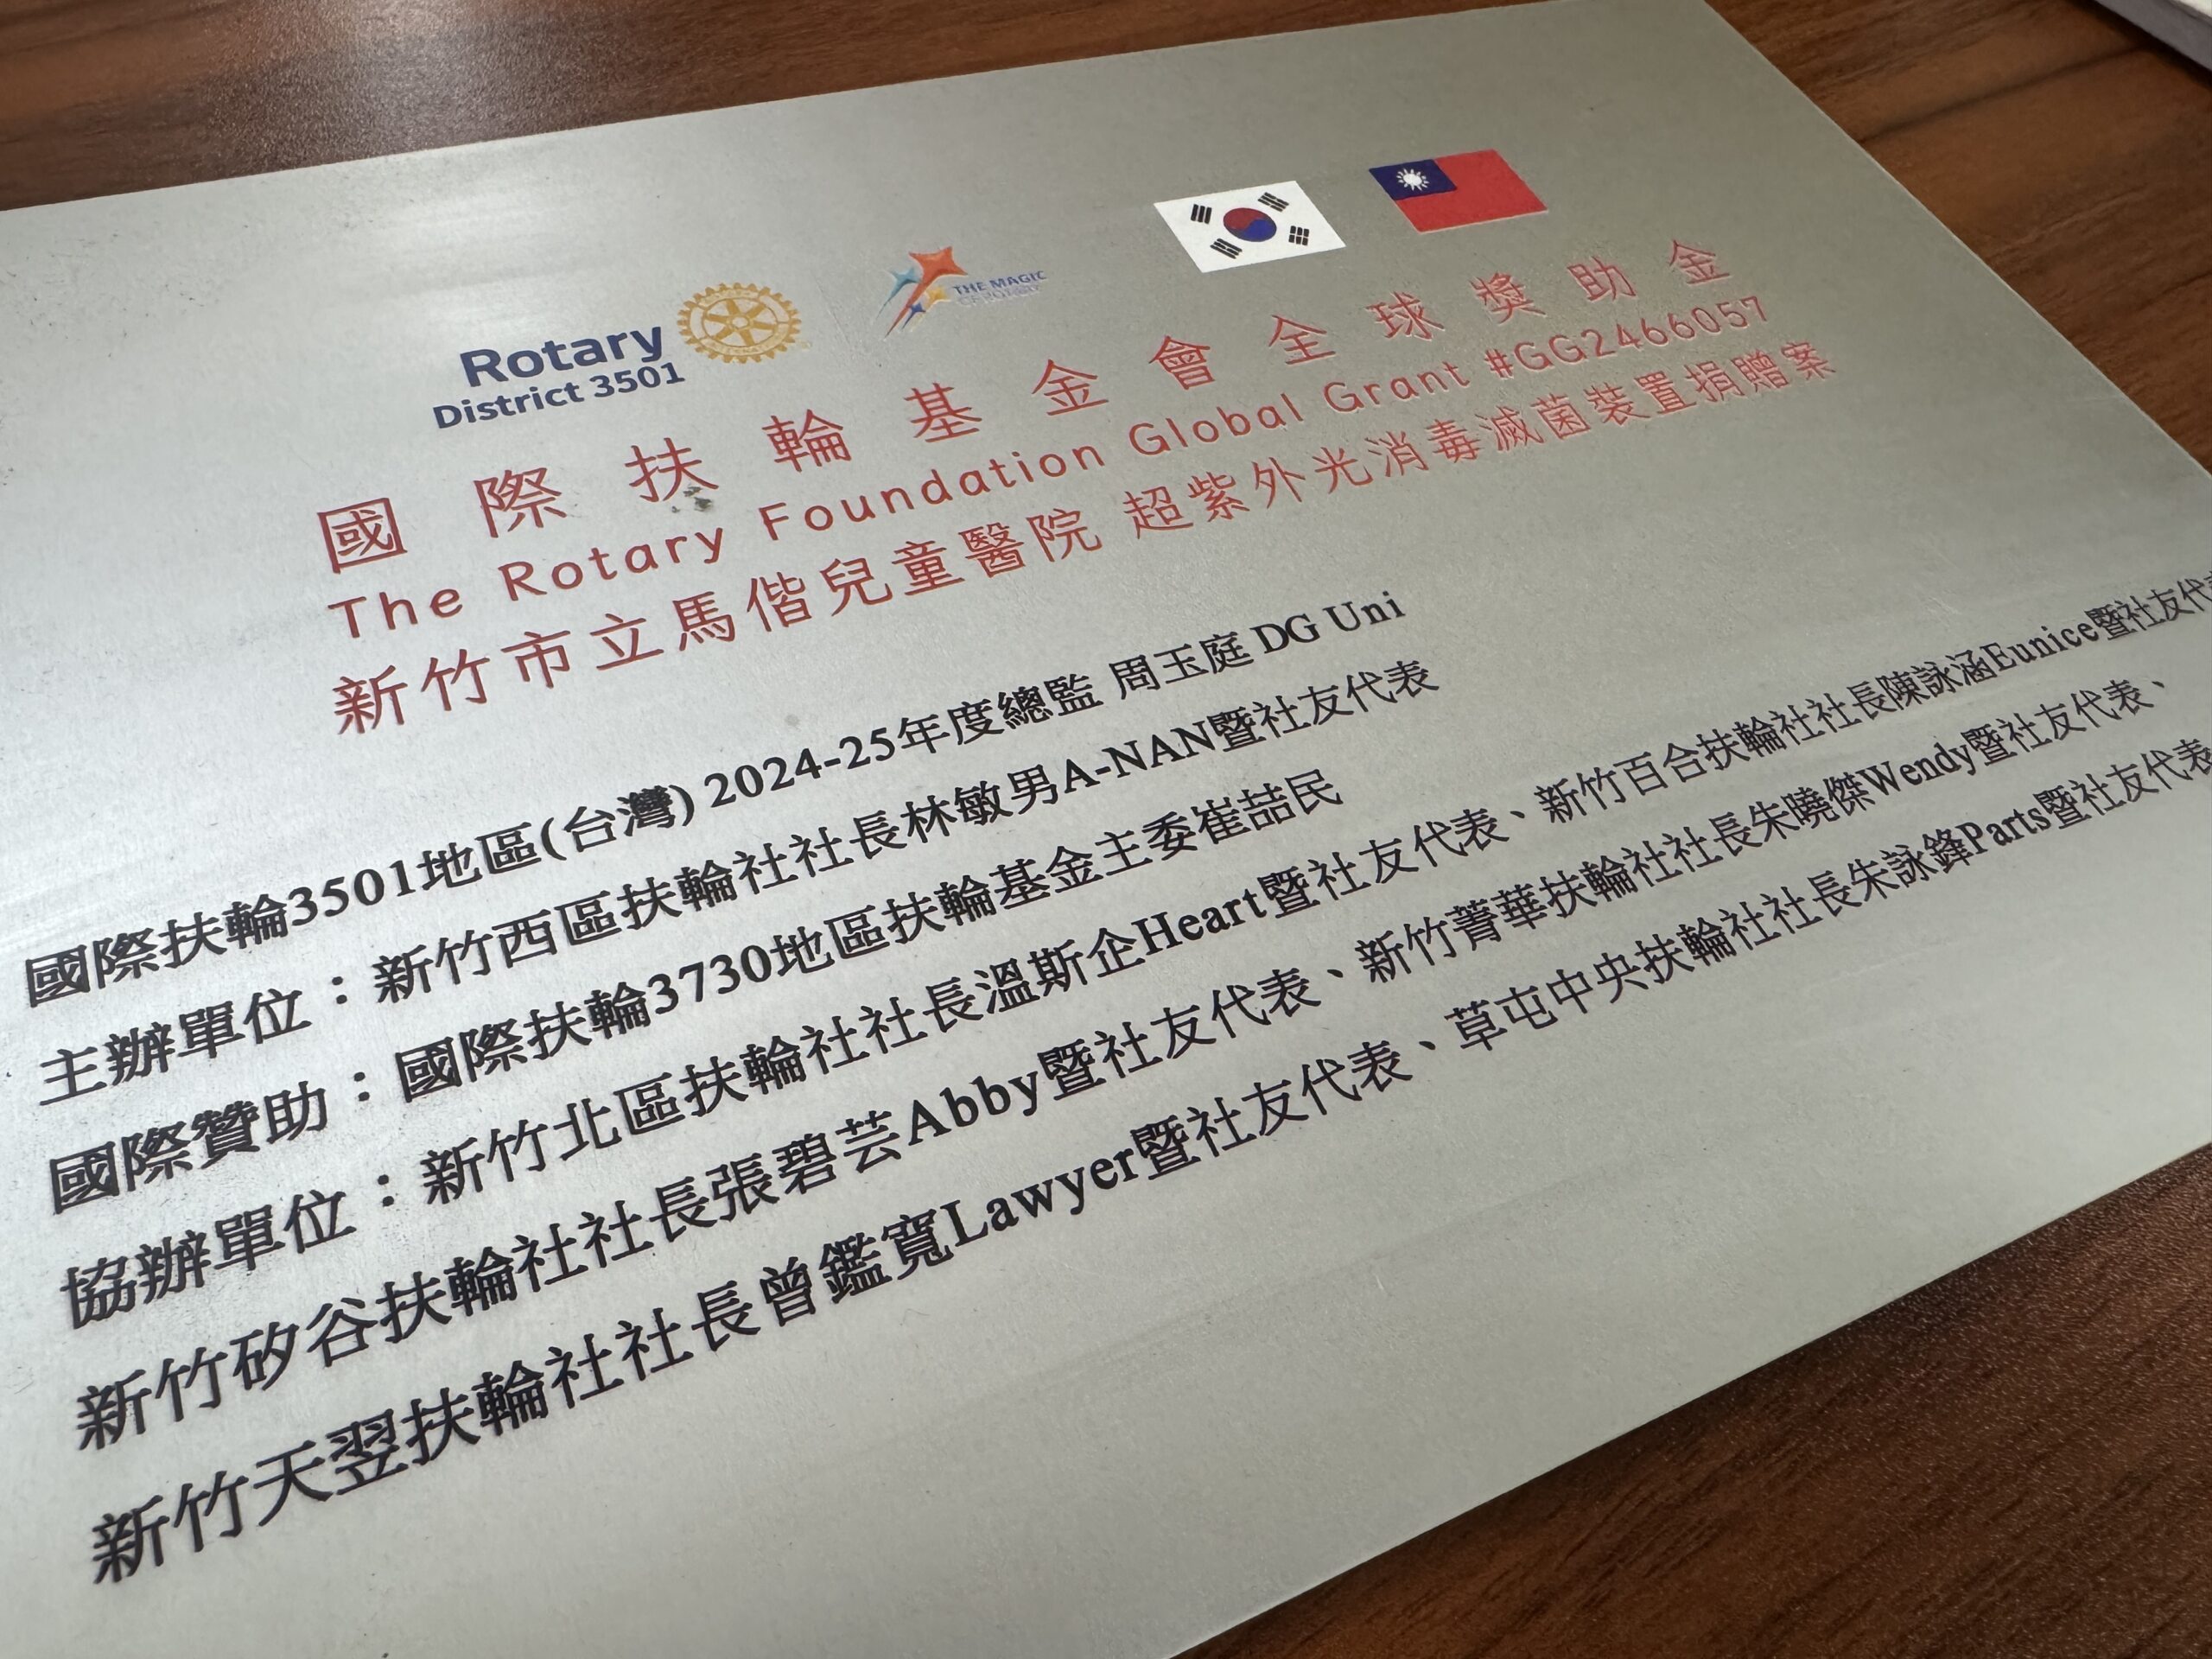 Rotary
District 3501
THE MAGIC
OF ROTARY
國際扶輪基金會全球獎助金
The Rotary Foundation Global Grant #GG2466057
新竹市立馬偕兒童醫院 超紫外光消毒滅菌裝置捐贈案
國際扶輪3501地區(台灣) 2024-25年度總監 周玉庭 DG Uni
主辦單位：新竹西區扶輪社社長林敏男A-NAN暨社友代表
國際贊助：國際扶輪3730地區扶輪基金主委崔喆民
協辦單位：新竹北區扶輪社社長溫斯企Heart暨社友代表、新竹百合扶輪社社長陳詠涵Eunice暨社友代表
新竹矽谷扶輪社社長張碧芸Abby暨社友代表、新竹菁華扶輪社社長朱曉傑Wendy暨社友代表、
新竹天翌扶輪社社長曾鑑寬Lawyer暨社友代表、草屯中央扶輪社社長朱詠鋒Parts暨社友代表